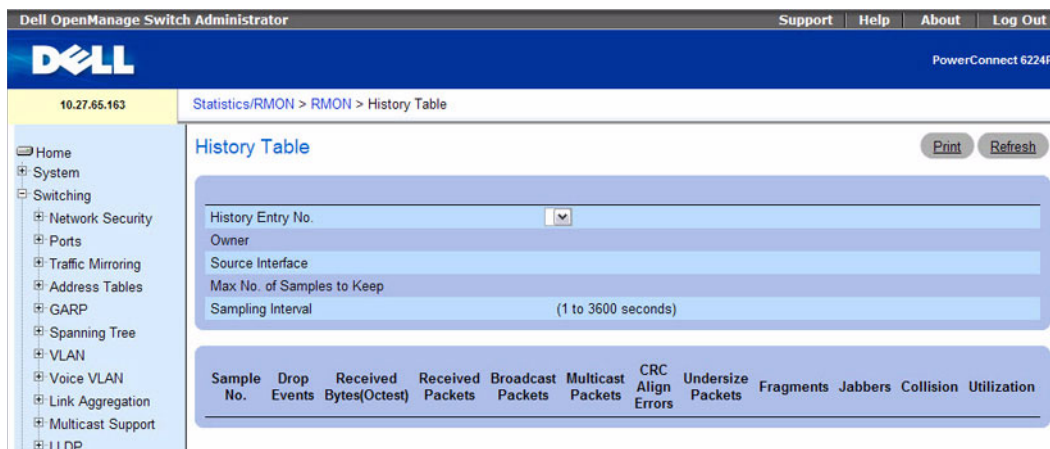 Dell OpenManage Switch Administrator
Support Help About Log Out
DELL
PowerConnect 6224P
10.27.65.163
Statistics/RMON > RMON > History Table
Home
System
Switching
Network Security
Ports
Traffic Mirroring
Address Tables
GARP
Spanning Tree
VLAN
Voice VLAN
Link Aggregation
Multicast Support
LLDP
History Table
Print
Refresh
History Entry No.
Owner
Source Interface
Max No. of Samples to Keep
Sampling Interval (1 to 3600 seconds)
Sample No. Drop Events Received Bytes(Octest) Received Packets Broadcast Packets Multicast Packets CRC Align Errors Undersize Packets Fragments Jabbers Collision Utilization